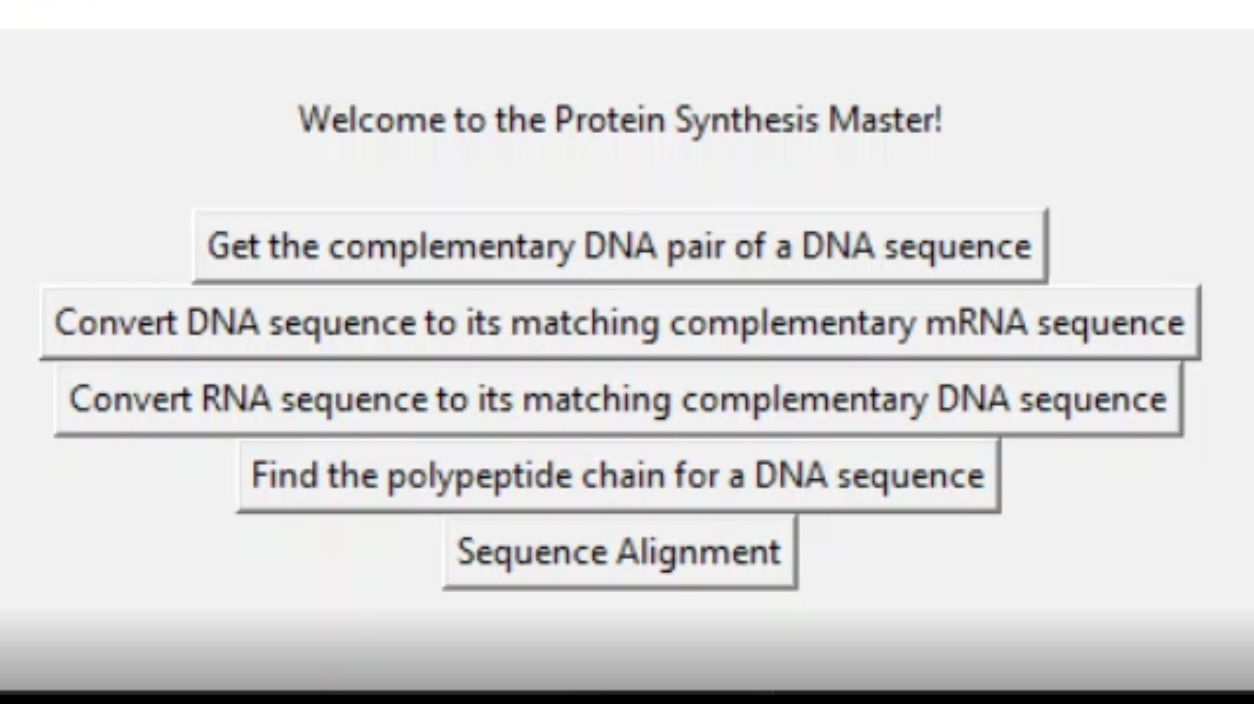 Welcome to the Protein Synthesis Master!
Get the complementary DNA pair of a DNA sequence
Convert DNA sequence to its matching complementary mRNA sequence
Convert RNA sequence to its matching complementary DNA sequence
Find the polypeptide chain for a DNA sequence
Sequence Alignment